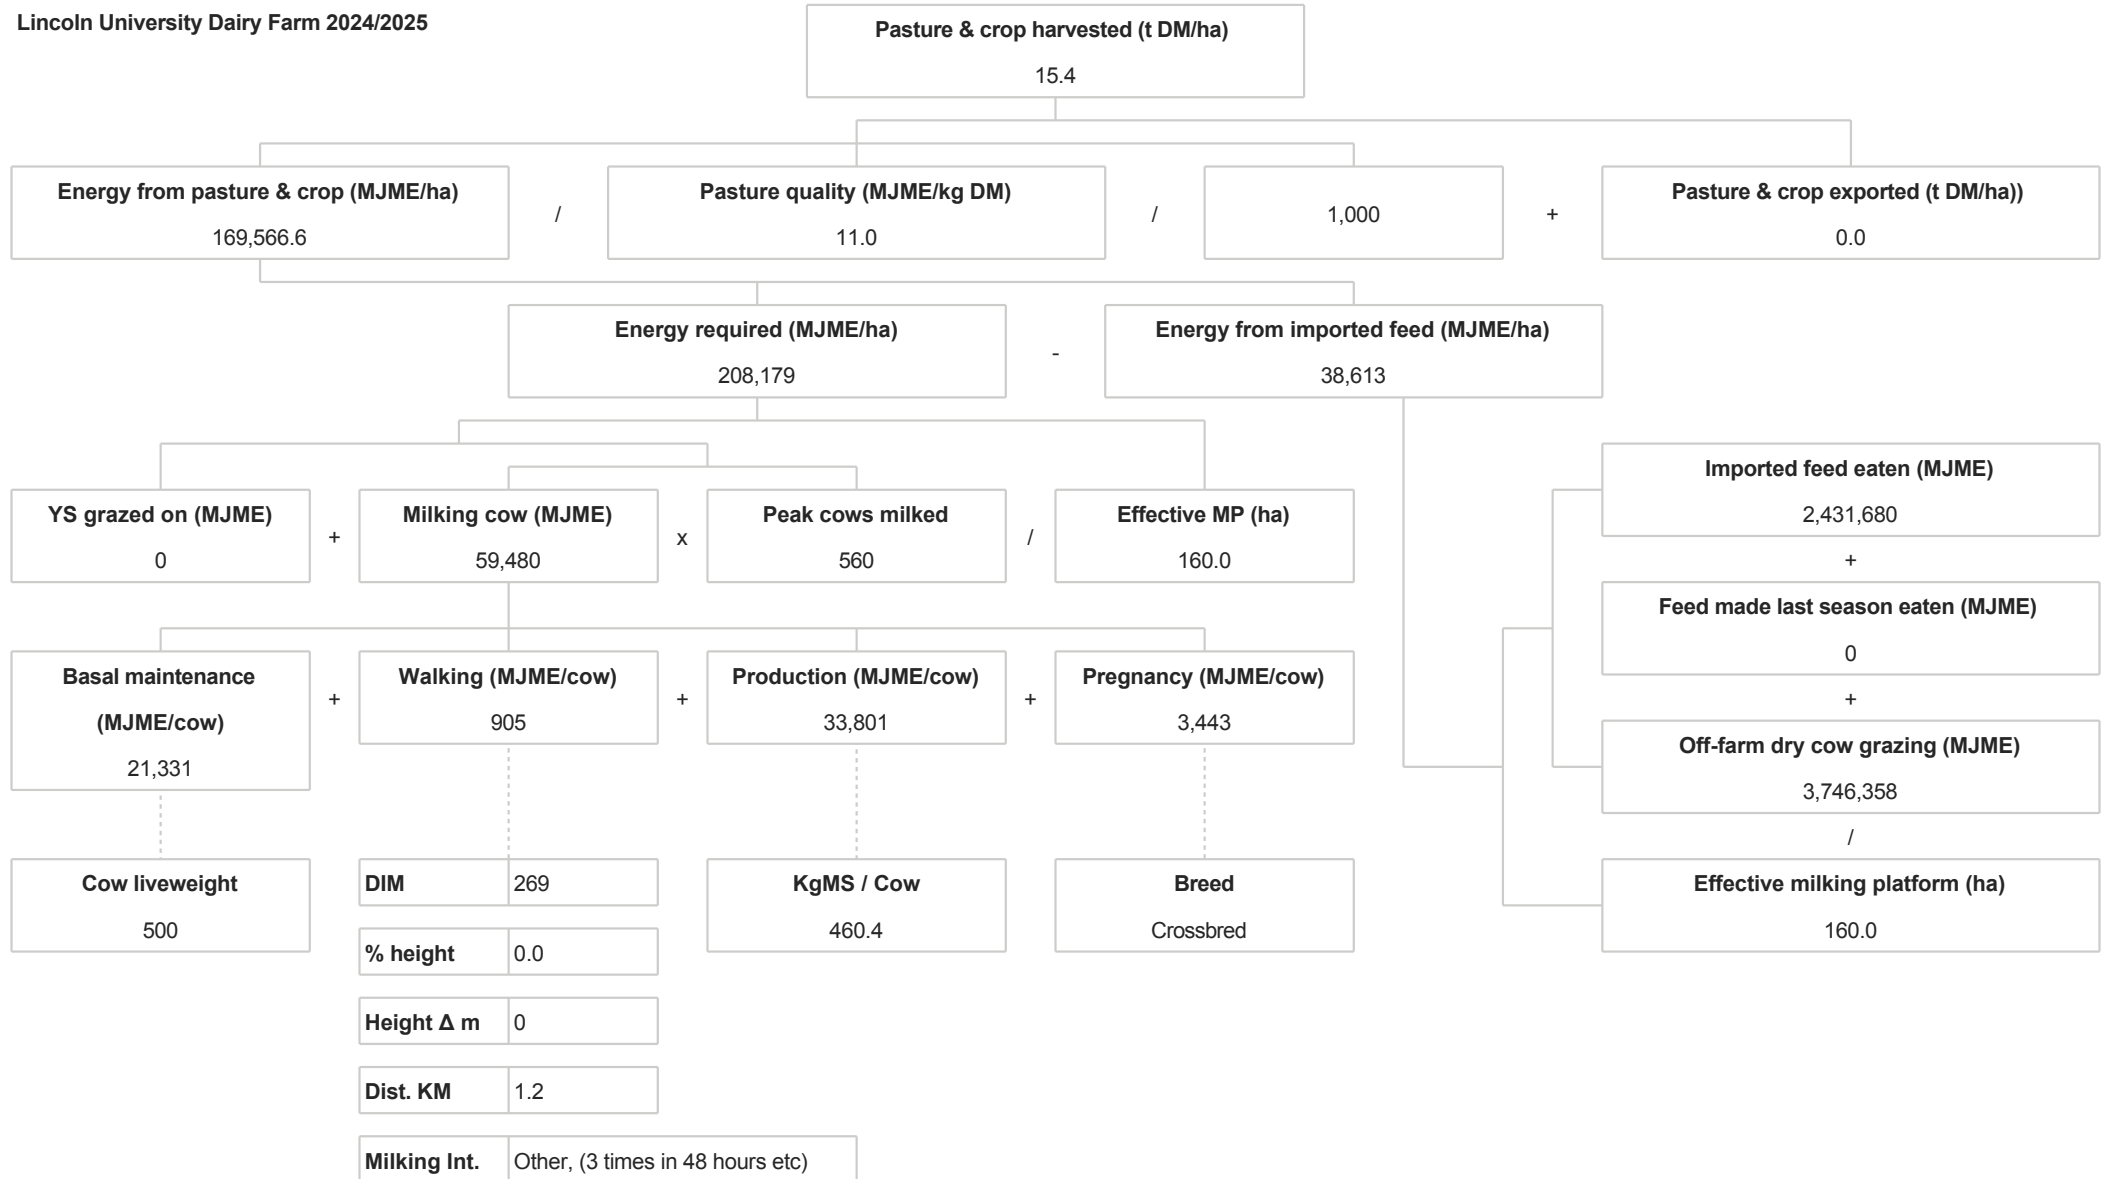 Lincoln University Dairy Farm 2024/2025
Pasture & crop harvested (t DM/ha)
15.4
Energy from pasture & crop (MJME/ha)
169,566.6
/
Pasture quality (MJME/kg DM)
11.0
/
1,000
+
Pasture & crop exported (t DM/ha))
0.0
Energy required (MJME/ha)
208,179
-
Energy from imported feed (MJME/ha)
38,613
YS grazed on (MJME)
0
+
Milking cow (MJME)
59,480
x
Peak cows milked
560
/
Effective MP (ha)
160.0
Imported feed eaten (MJME)
2,431,680
+
Feed made last season eaten (MJME)
0
+
Off-farm dry cow grazing (MJME)
3,746,358
/
Effective milking platform (ha)
160.0
Basal maintenance
(MJME/cow)
21,331
+
Walking (MJME/cow)
905
+
Production (MJME/cow)
33,801
+
Pregnancy (MJME/cow)
3,443
Cow liveweight
500
DIM 269
% height 0.0
Height Δ m 0
Dist. KM 1.2
Milking Int. Other, (3 times in 48 hours etc)
KgMS / Cow
460.4
Breed
Crossbred